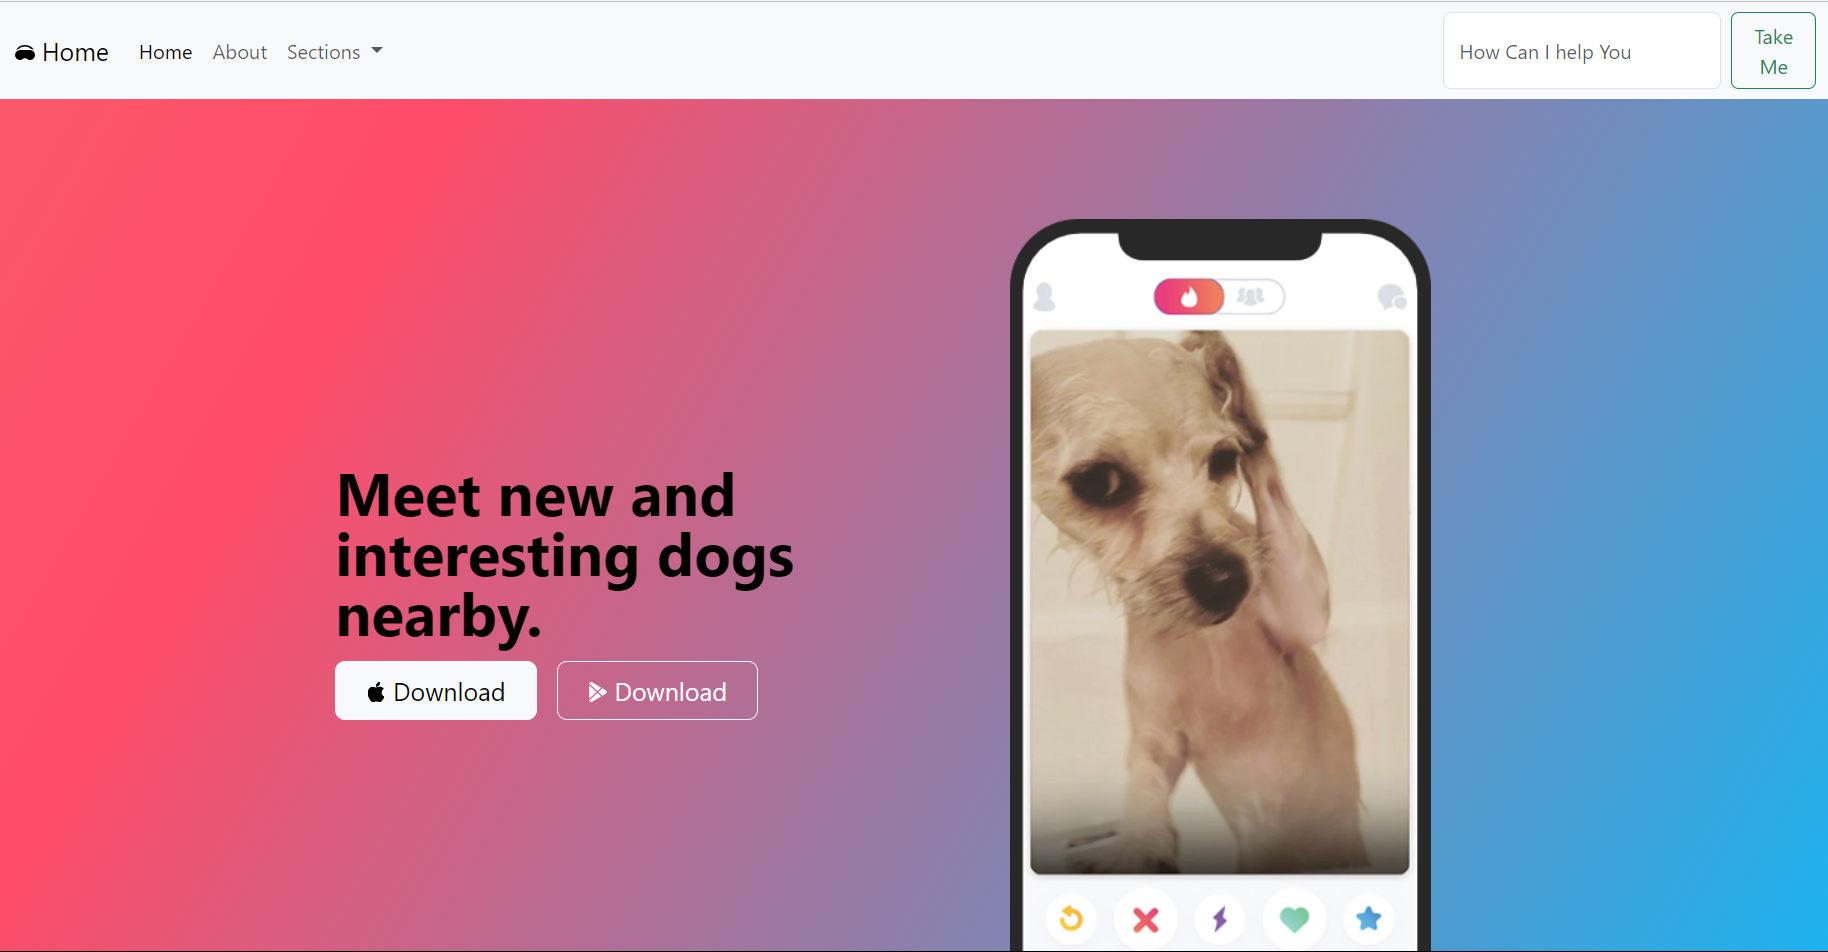 Home
Home About Sections
How Can I help You
Take
Me
Meet new and
interesting dogs
nearby.
Download
Download